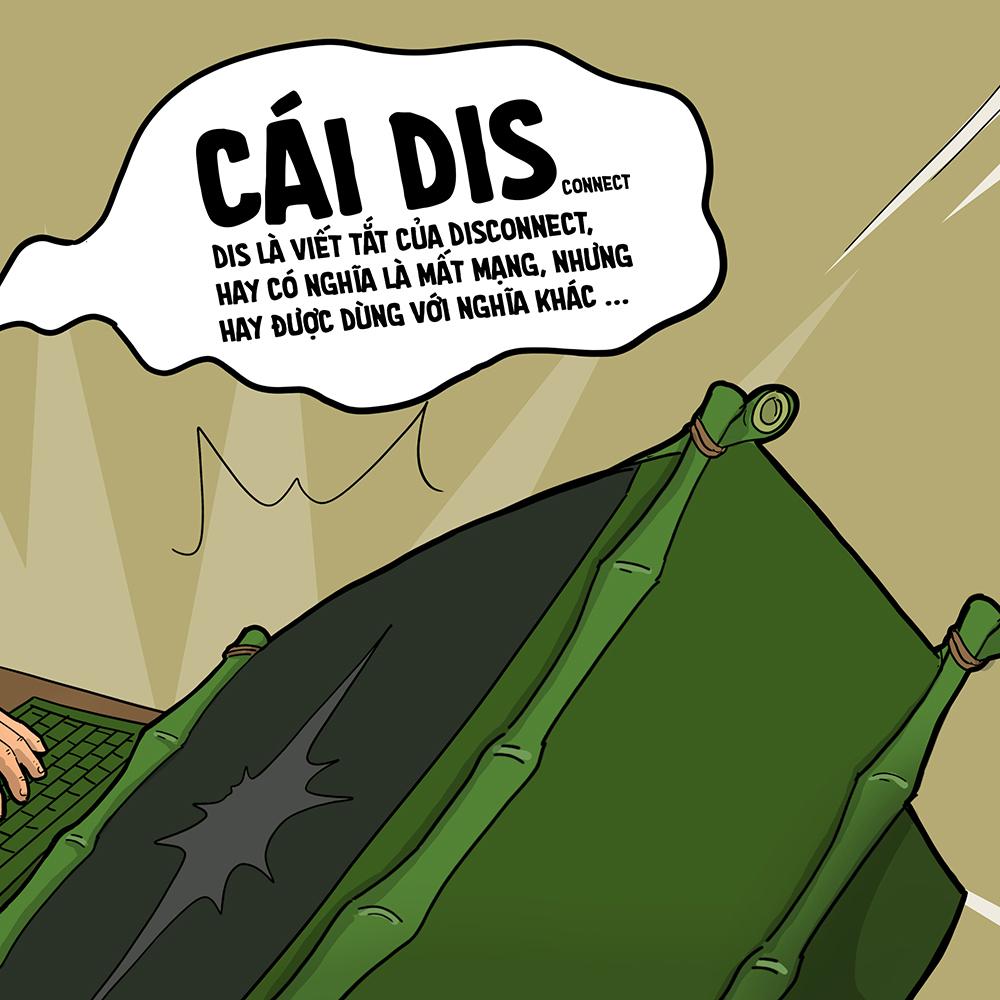 CÁI DIS CONNECT
DIS LÀ VIẾT TẮT CỦA DISCONNECT,
HAY CÓ NGHĨA LÀ MẤT MẠNG, NHƯNG
HAY ĐƯỢC DÙNG VỚI NGHĨA KHÁC ...